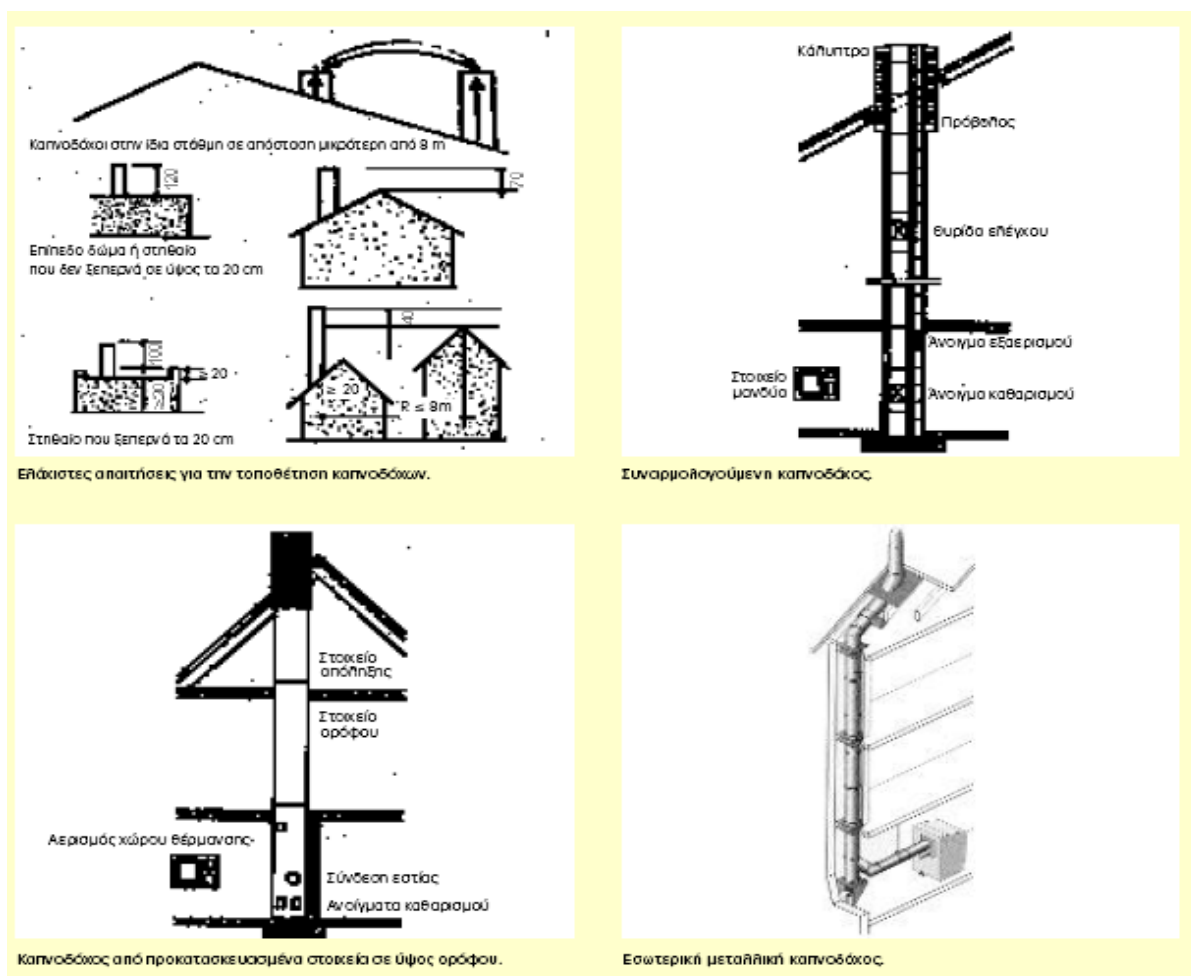 Καπνοδόχοι στην ίδια στάθμη σε απόσταση μικρότερη από 8 m
120
70
Επίπεδο δώμα ή στηθαίο
που δεν ξεπερνά σε ύψος τα 20 cm
100
≥ 20
≥20
40
≥ 20
R ≤ 8m
Στηθαίο που ξεπερνά τα 20 cm
Ελάχιστες απαιτήσεις για την τοποθέτηση καπνοδόχων.
Κάλυπτρα
Πρόβολος
Θυρίδα ελέγχου
Άνοιγμα εξαερισμού
Στοιχείο
μανδύα
Άνοιγμα καθαρισμού
Συναρμολογούμενη καπνοδόχος.
Στοιχείο
απόληξης
Στοιχείο
ορόφου
Αερισμός χώρου θέρμανσης-
Σύνδεση εστίας
Ανοίγματα καθαρισμού
Καπνοδόχος από προκατασκευασμένα στοιχεία σε ύψος ορόφου.
Εσωτερική μεταλλική καπνοδόχος.